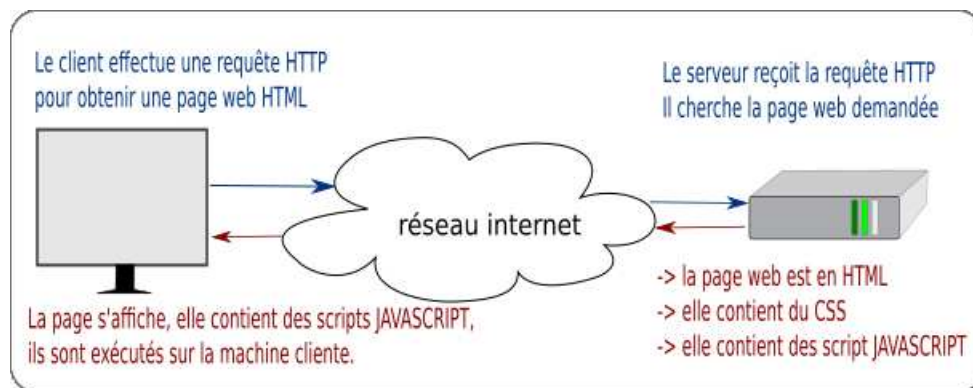 Le client effectue une requête HTTP
pour obtenir une page web HTML
Le serveur reçoit la requête HTTP
Il cherche la page web demandée
réseau internet
-> la page web est en HTML
-> elle contient du CSS
-> elle contient des script JAVASCRIPT
La page s'affiche, elle contient des scripts JAVASCRIPT,
ils sont exécutés sur la machine cliente.